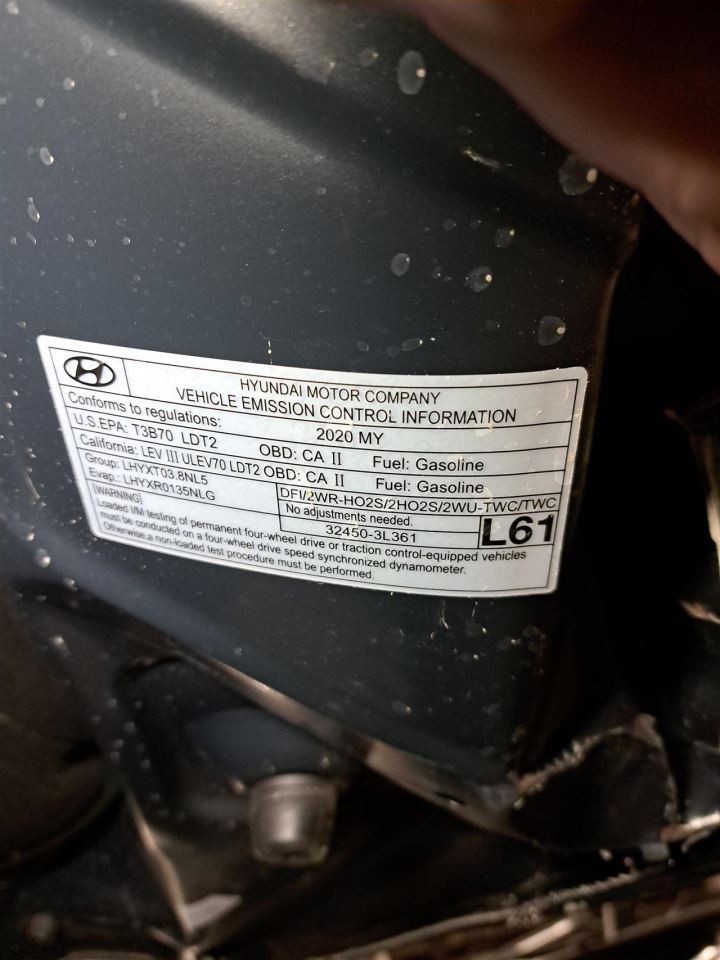 HYUNDAI MOTOR COMPANY
VEHICLE EMISSION CONTROL INFORMATION
Conforms to regulations: 2020 MY
U.S.EPA: T3B70 LDT2 OBD: CA II Fuel: Gasoline
California: LEV III ULEV70 LDT2 OBD: CA II Fuel: Gasoline
Group: LHYXT03.8NL5
Evap.: LHYXR0135NLG
DFI/2WR-HO2S/2HO2S/2WU-TWC/TWC
No adjustments needed.
32450-3L361
L61
[WARNING]
Loaded I/M testing of permanent four-wheel drive or traction control-equipped vehicles
must be conducted on a four-wheel drive speed synchronized dynamometer.
Otherwise,a non-loaded test procedure must be performed.